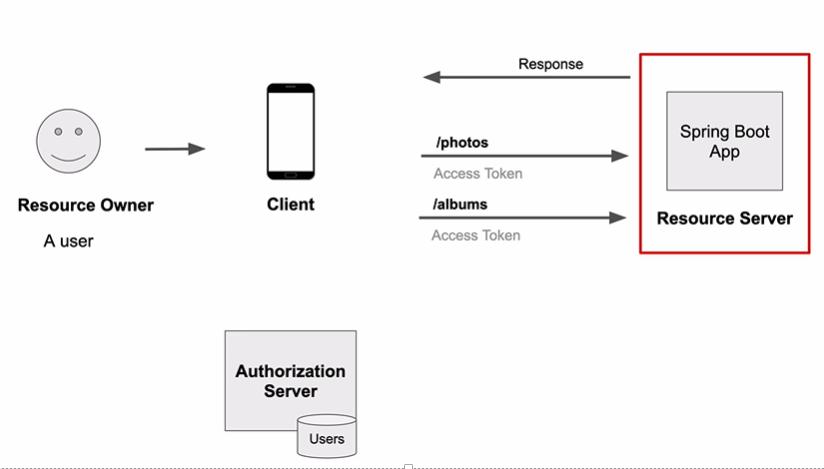 Response
Spring Boot
App
/photos
Access Token
Resource Owner
Client
/albums
Resource Server
A user
Access Token
Authorization
Server
Users